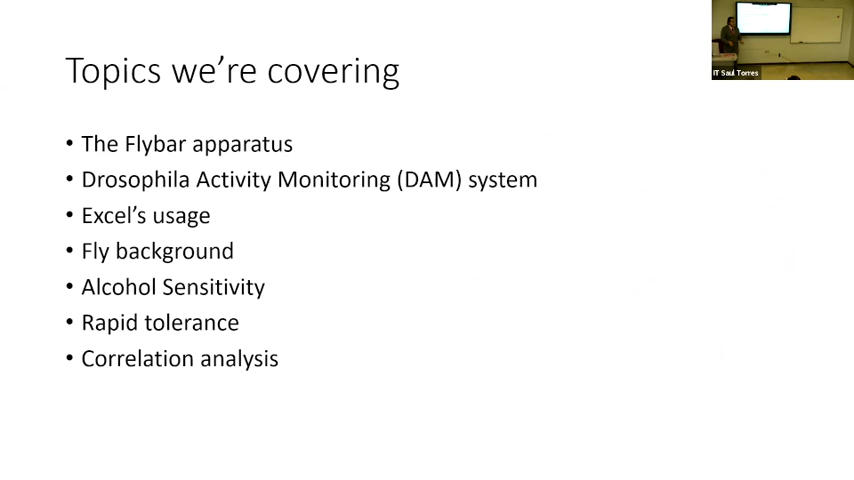 Topics we're covering
• The Flybar apparatus
• Drosophila Activity Monitoring (DAM) system
• Excel's usage
• Fly background
• Alcohol Sensitivity
• Rapid tolerance
• Correlation analysis
IT Saul Torres